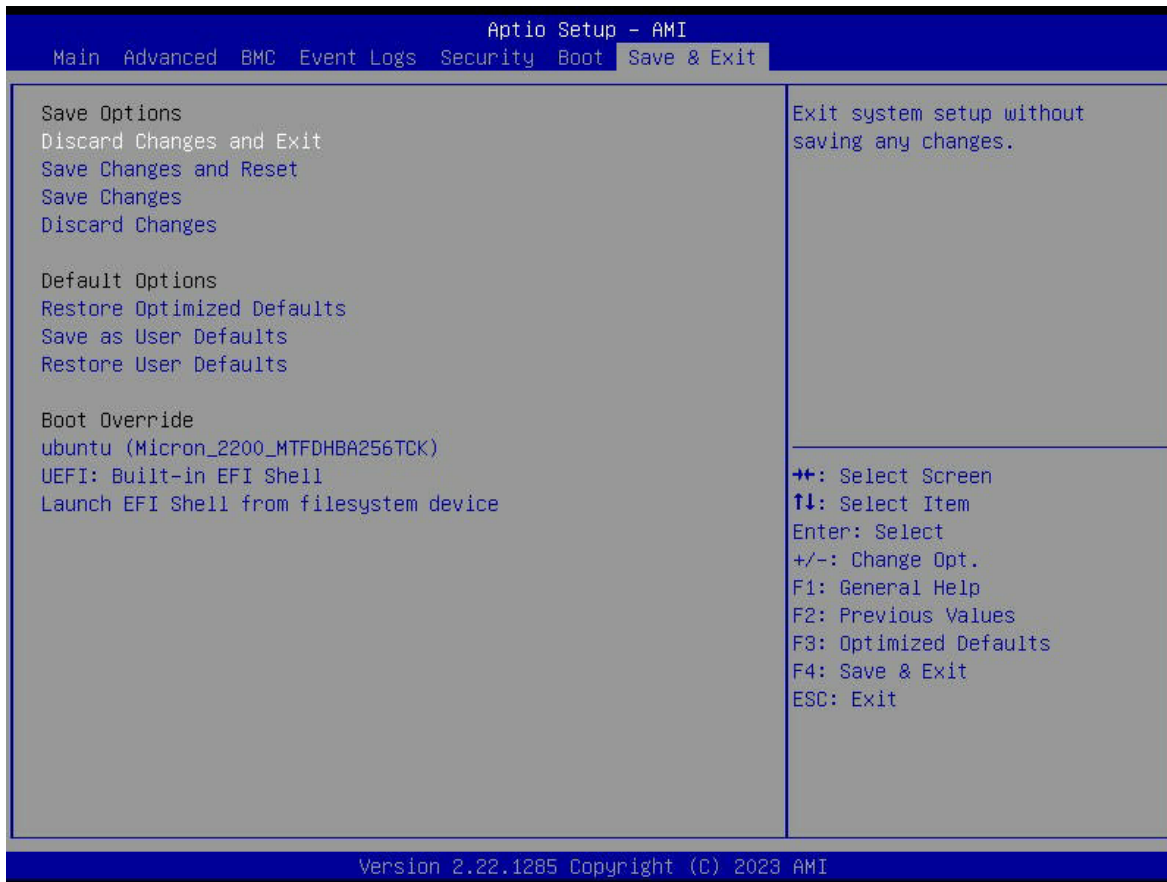 Aptio Setup – AMI
Main Advanced BMC Event Logs Security Boot Save & Exit
Save Options
Discard Changes and Exit
Save Changes and Reset
Save Changes
Discard Changes
Default Options
Restore Optimized Defaults
Save as User Defaults
Restore User Defaults
Boot Override
ubuntu (Micron_2200_MTFDHBA256TCK)
UEFI: Built-in EFI Shell
Launch EFI Shell from filesystem device
Exit system setup without
saving any changes.
→←: Select Screen
↑↓: Select Item
Enter: Select
+/-: Change Opt.
F1: General Help
F2: Previous Values
F3: Optimized Defaults
F4: Save & Exit
ESC: Exit
Version 2.22.1285 Copyright (C) 2023 AMI